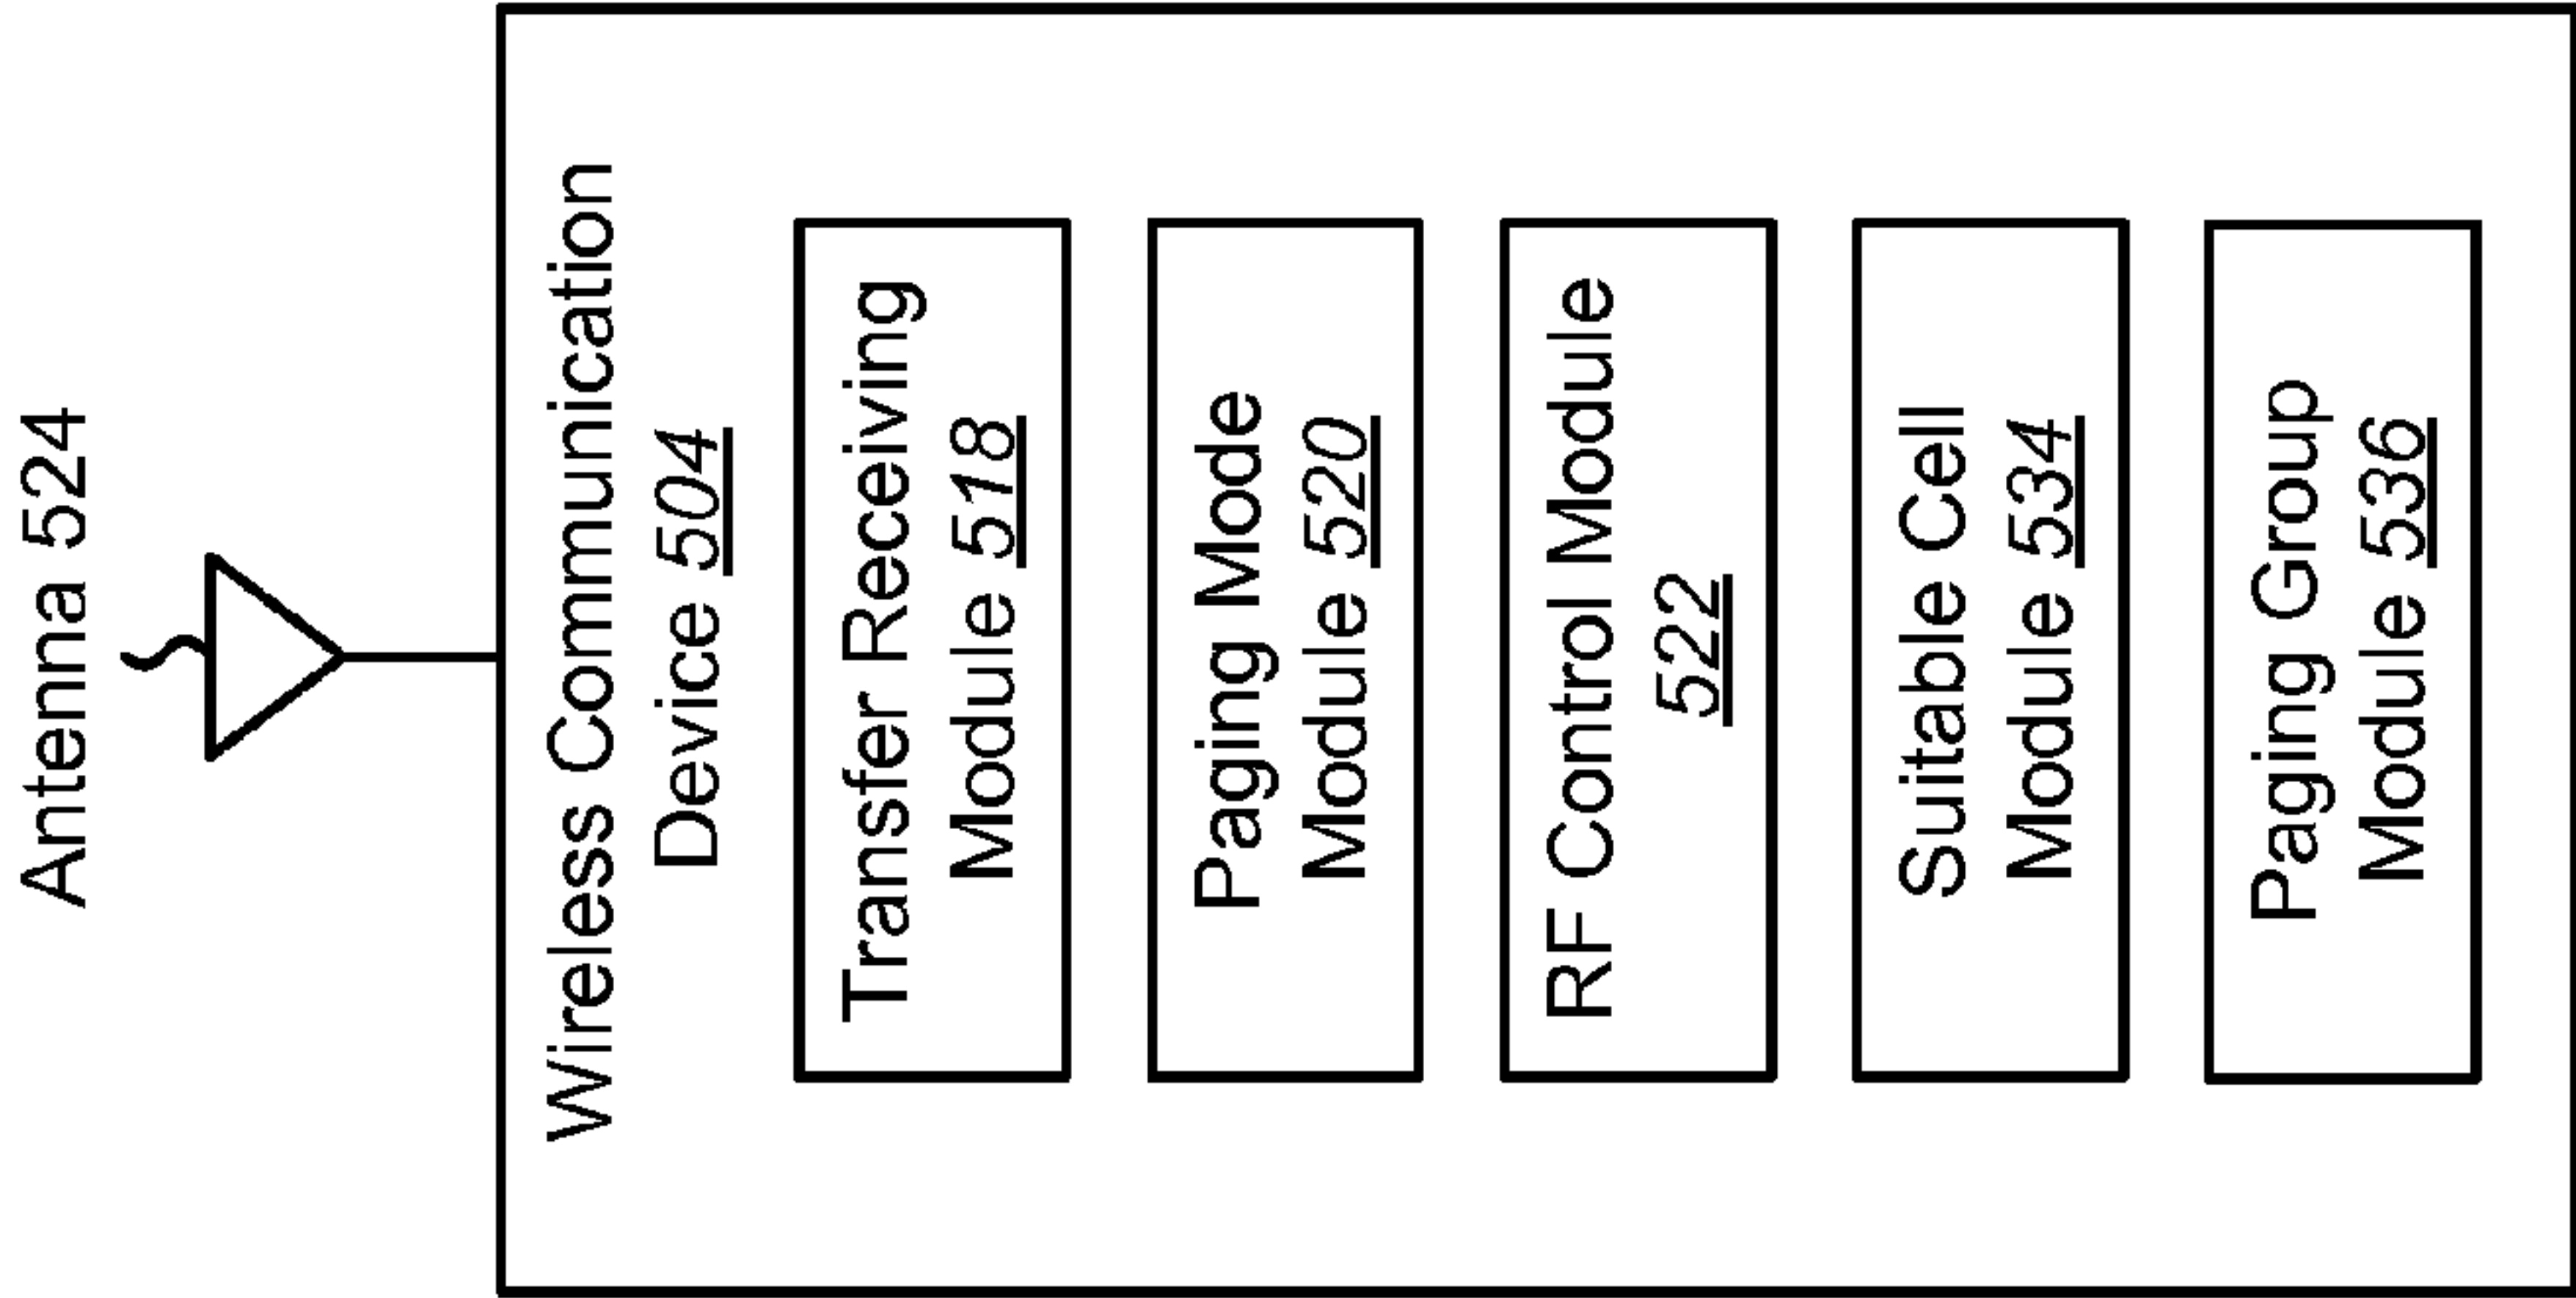 Antenna 524
Wireless Communication
Device 504
Transfer Receiving
Module 518
Paging Mode
Module 520
RF Control Module
522
Suitable Cell
Module 534
Paging Group
Module 536